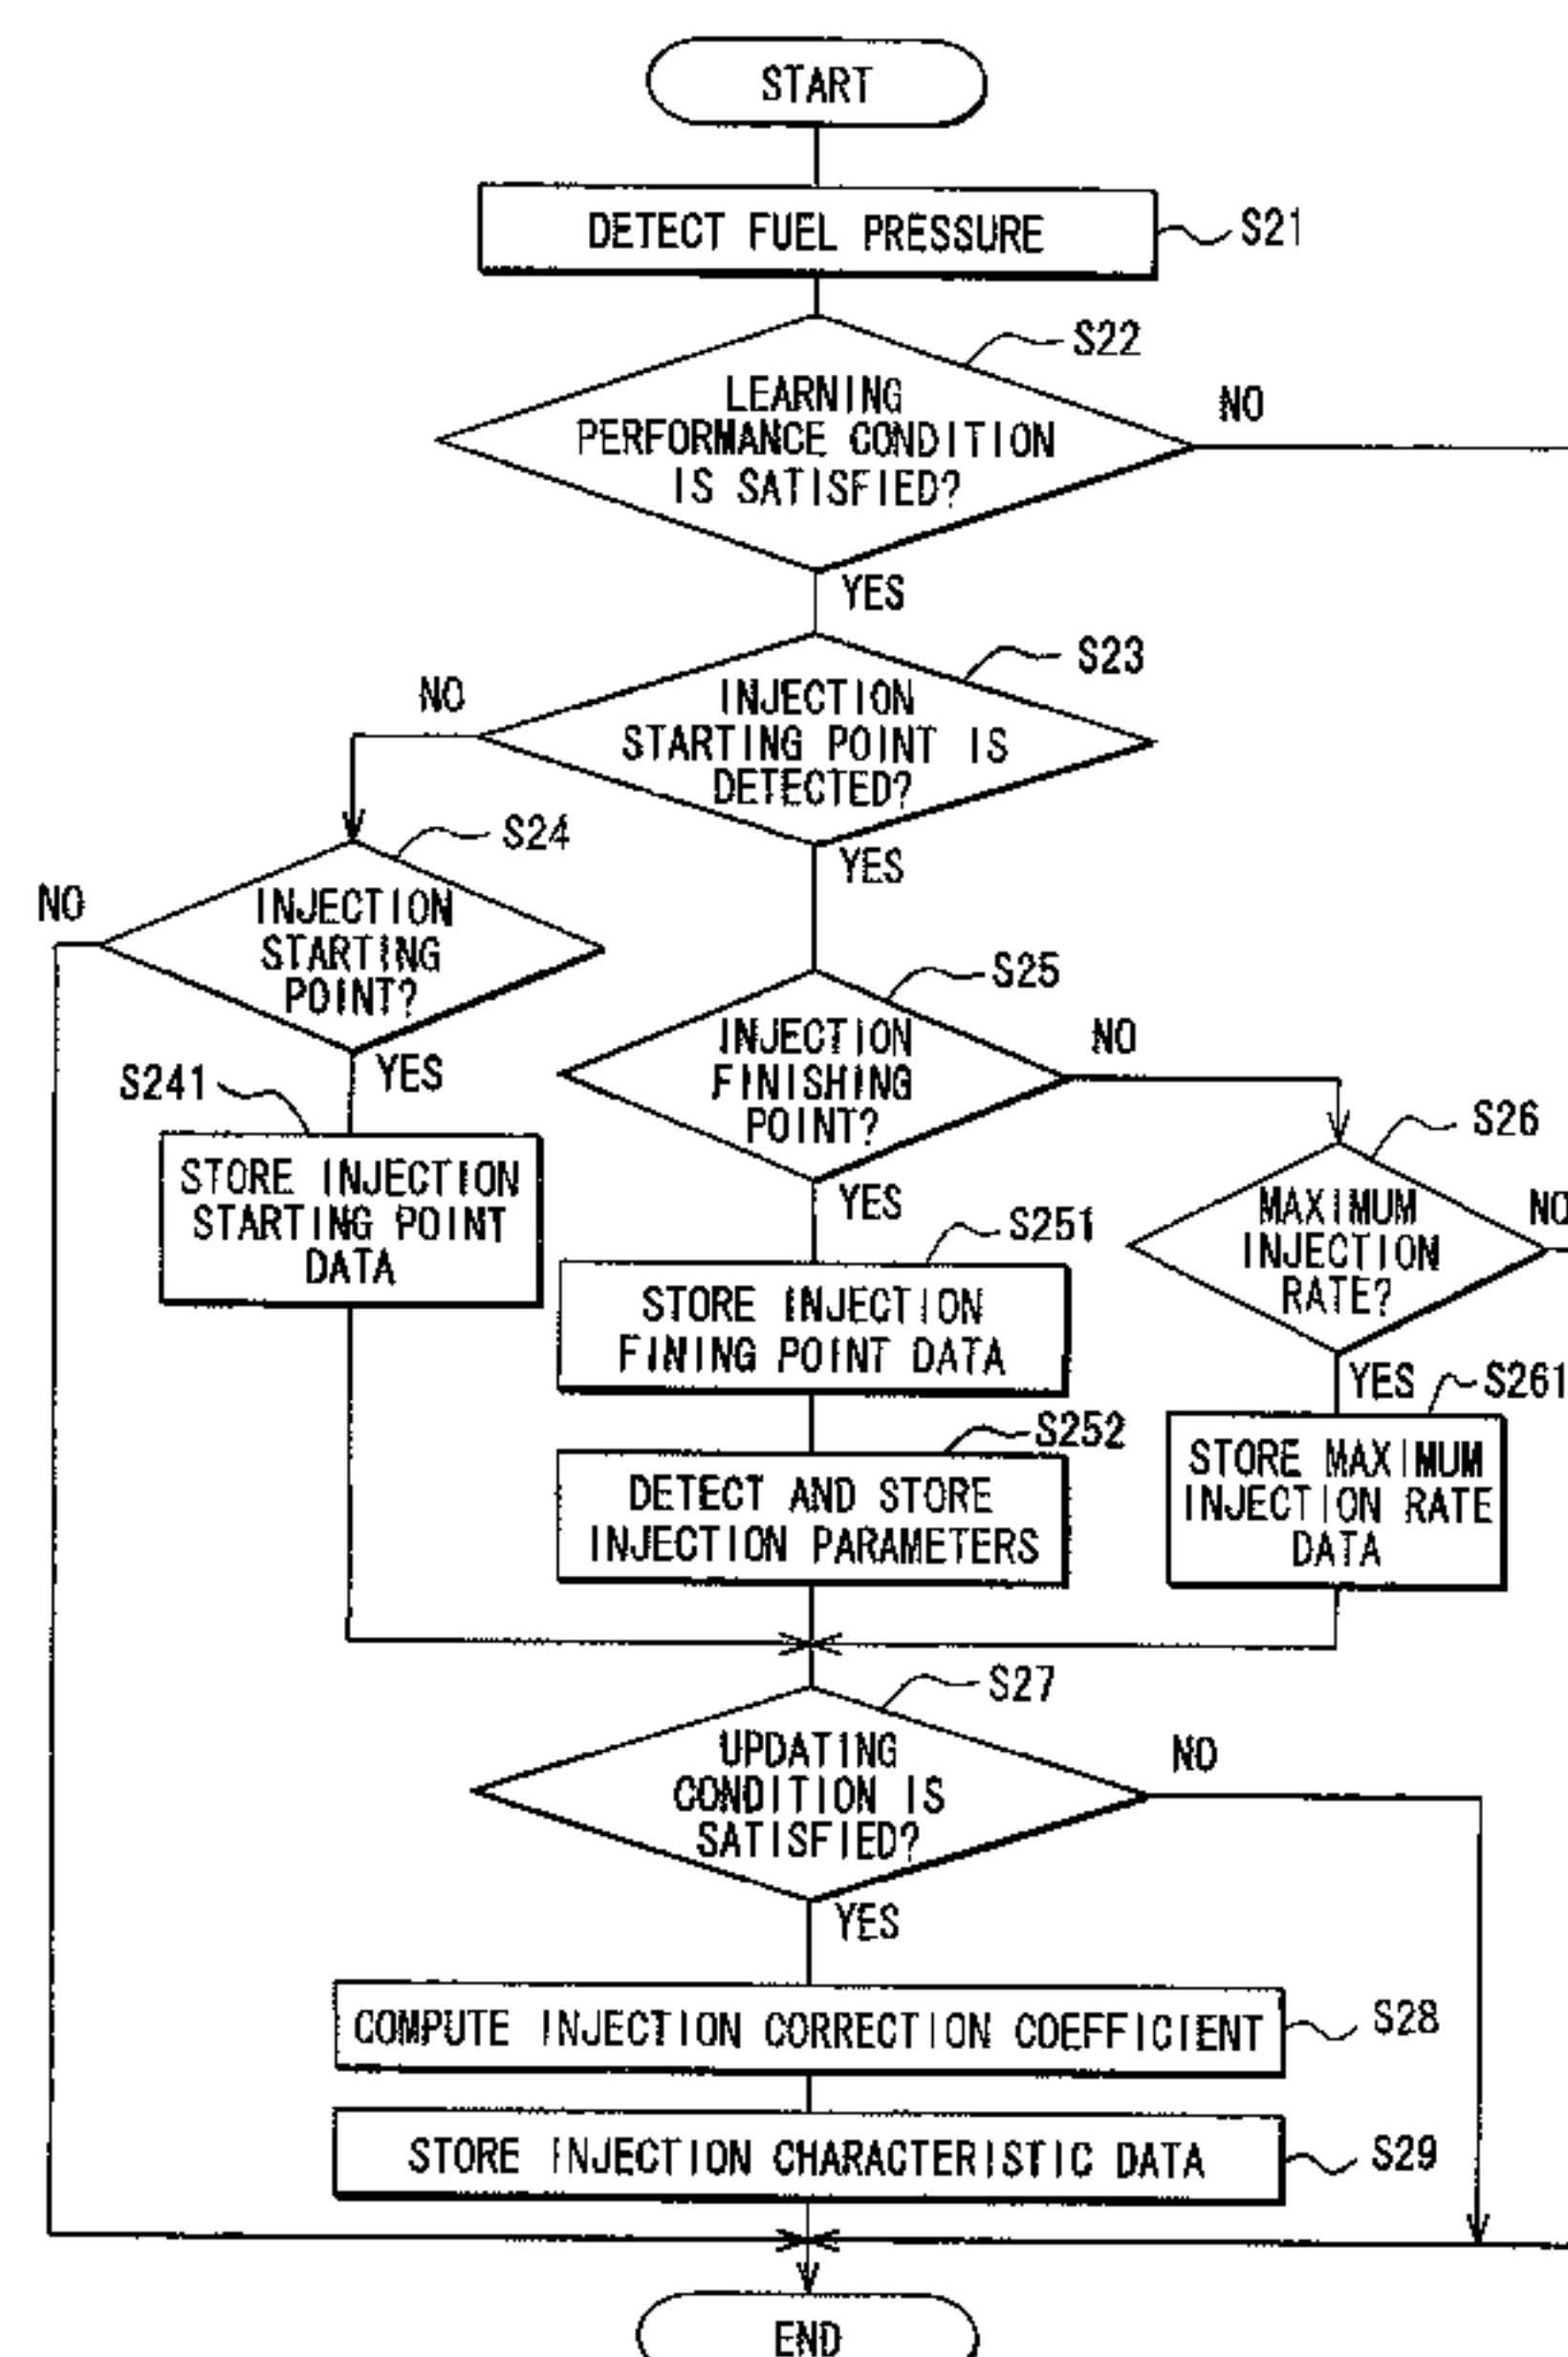 START
DETECT FUEL PRESSURE
S21
S22
LEARNING
PERFORMANCE CONDITION
IS SATISFIED?
NO
YES
S23
INJECTION
STARTING POINT IS
DETECTED?
NO
YES
S24
INJECTION
STARTING
POINT?
NO
YES
S241
STORE INJECTION
STARTING POINT
DATA
S25
INJECTION
FINISHING
POINT?
NO
YES
S251
STORE INJECTION
FINING POINT DATA
S252
DETECT AND STORE
INJECTION PARAMETERS
S26
MAXIMUM
INJECTION
RATE?
NO
YES
S261
STORE MAXIMUM
INJECTION RATE
DATA
S27
UPDATING
CONDITION IS
SATISFIED?
NO
YES
COMPUTE INJECTION CORRECTION COEFFICIENT
S28
STORE INJECTION CHARACTERISTIC DATA
S29
END